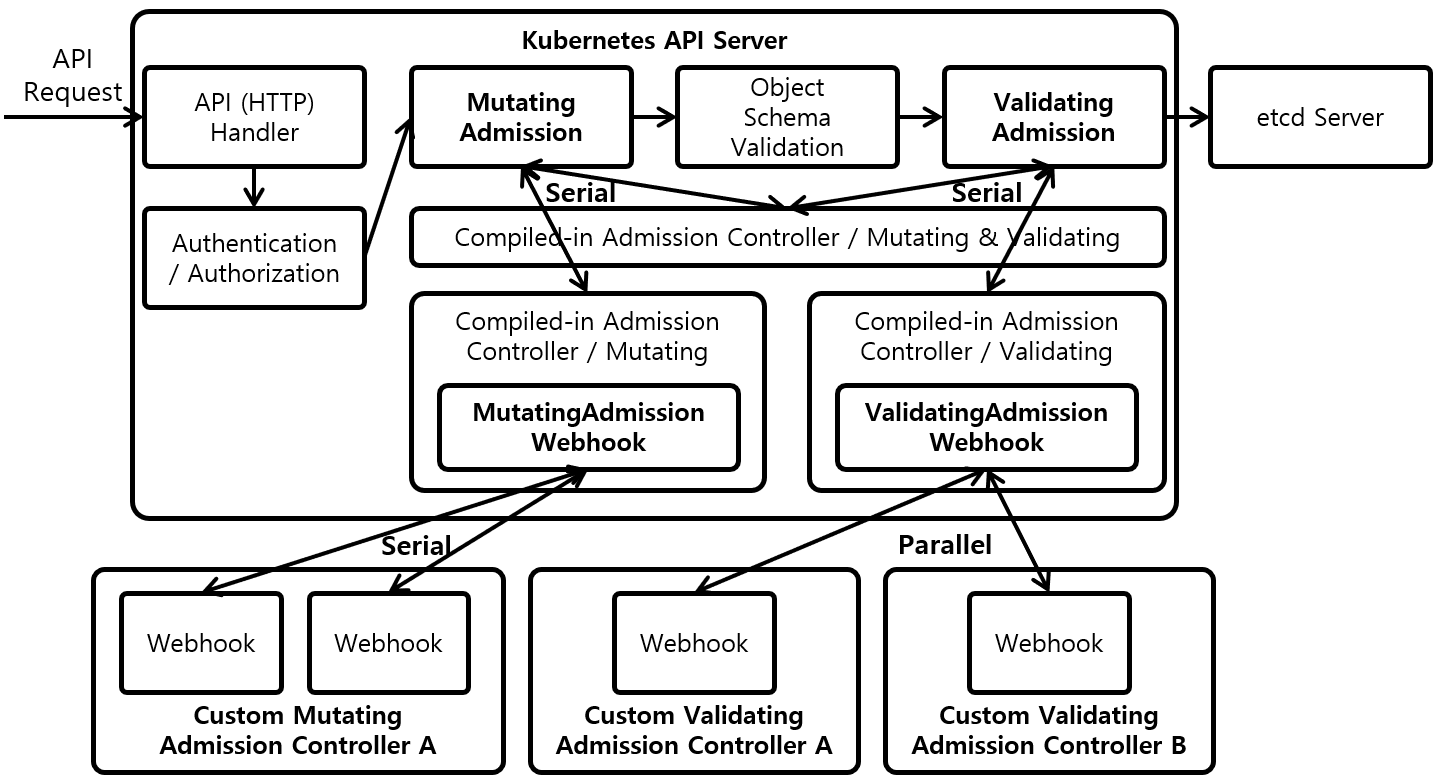 Kubernetes API Server
API
Request
API (HTTP)
Handler
Mutating
Admission
Object
Schema
Validation
Validating
Admission
etcd Server
Authentication
/ Authorization
Serial
Serial
Compiled-in Admission Controller / Mutating & Validating
Compiled-in Admission
Controller / Mutating
MutatingAdmission
Webhook
Compiled-in Admission
Controller / Validating
ValidatingAdmission
Webhook
Serial
Parallel
Webhook
Webhook
Custom Mutating
Admission Controller A
Webhook
Custom Validating
Admission Controller A
Webhook
Custom Validating
Admission Controller B